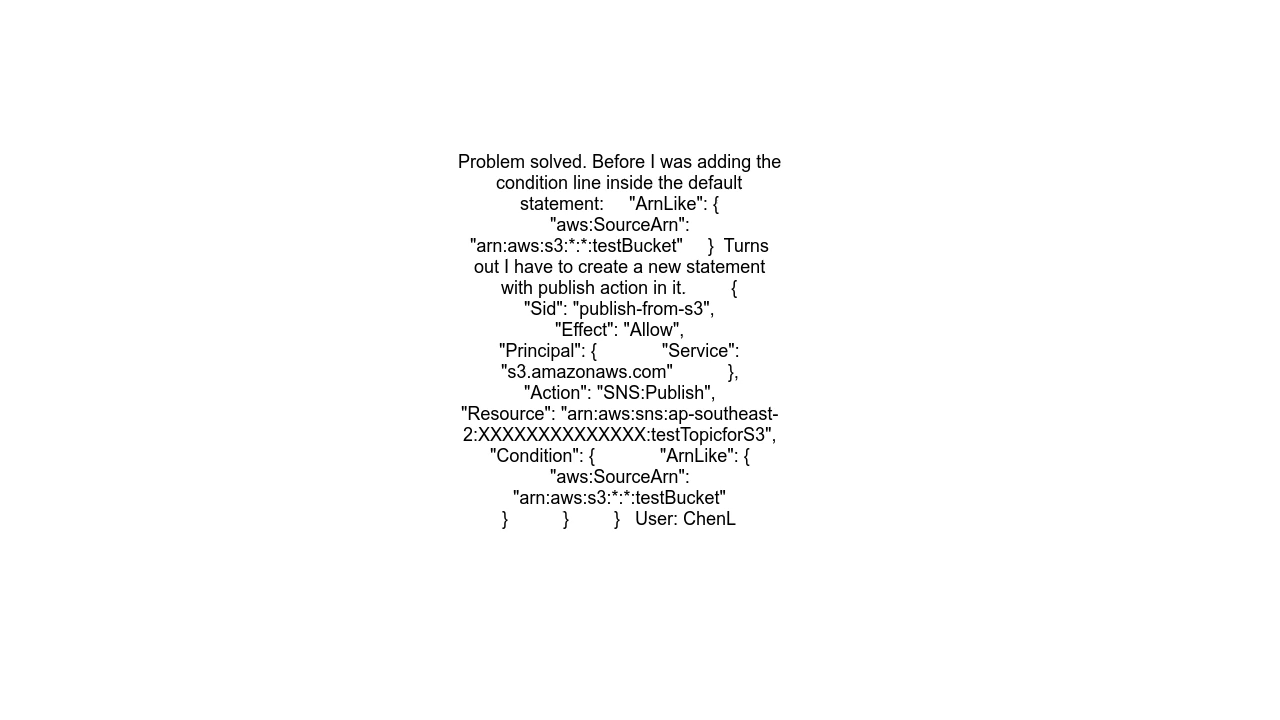 Problem solved. Before I was adding the
condition line inside the default
statement:     "ArnLike": {
"aws:SourceArn":
"arn:aws:s3:*:*:testBucket"     }  Turns
out I have to create a new statement
with publish action in it.         {
"Sid": "publish-from-s3",
"Effect": "Allow",
"Principal": {             "Service":
"s3.amazonaws.com"           },
"Action": "SNS:Publish",
"Resource": "arn:aws:sns:ap-southeast-
2:XXXXXXXXXXXXXX:testTopicforS3",
"Condition": {             "ArnLike": {
"aws:SourceArn":
"arn:aws:s3:*:*:testBucket"
}           }         }   User: ChenL